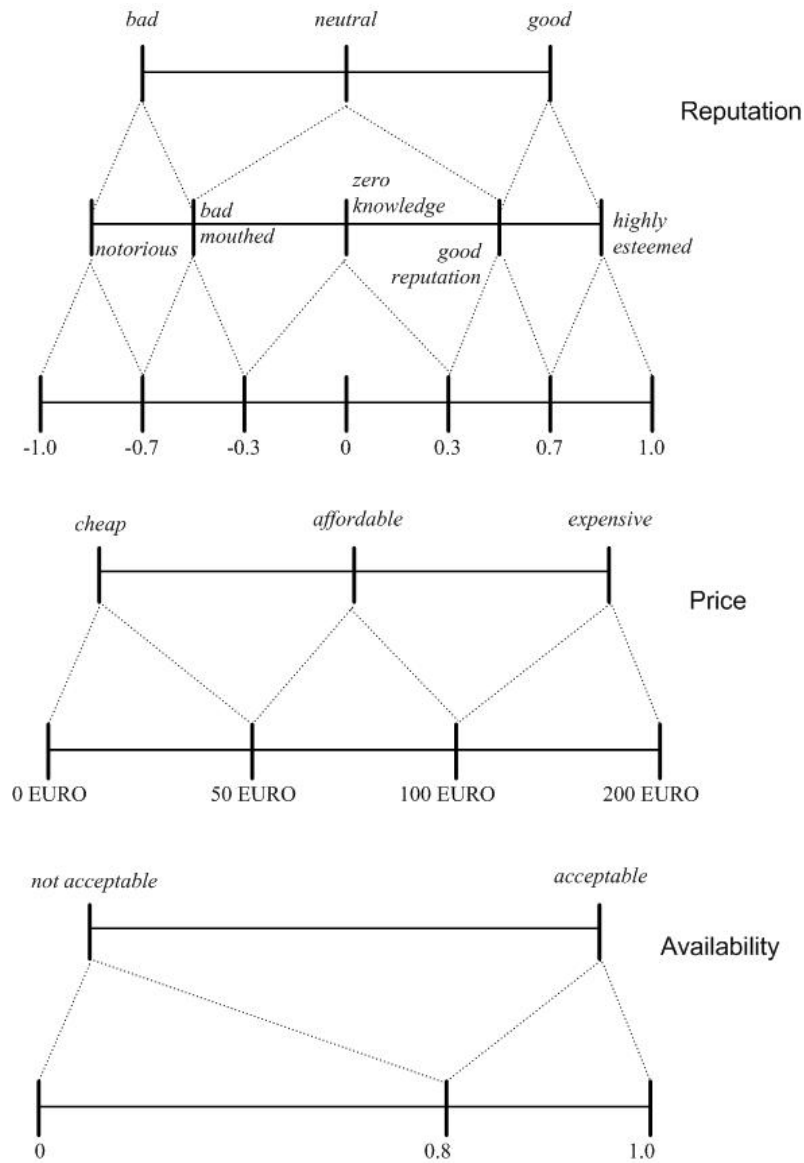 bad neutral good
Reputation
zero
knowledge
bad
mouthed
highly
esteemed
notorious
good
reputation
-1.0 -0.7 -0.3 0 0.3 0.7 1.0
cheap affordable expensive
Price
0 EURO 50 EURO 100 EURO 200 EURO
not acceptable acceptable
Availability
0 0.8 1.0